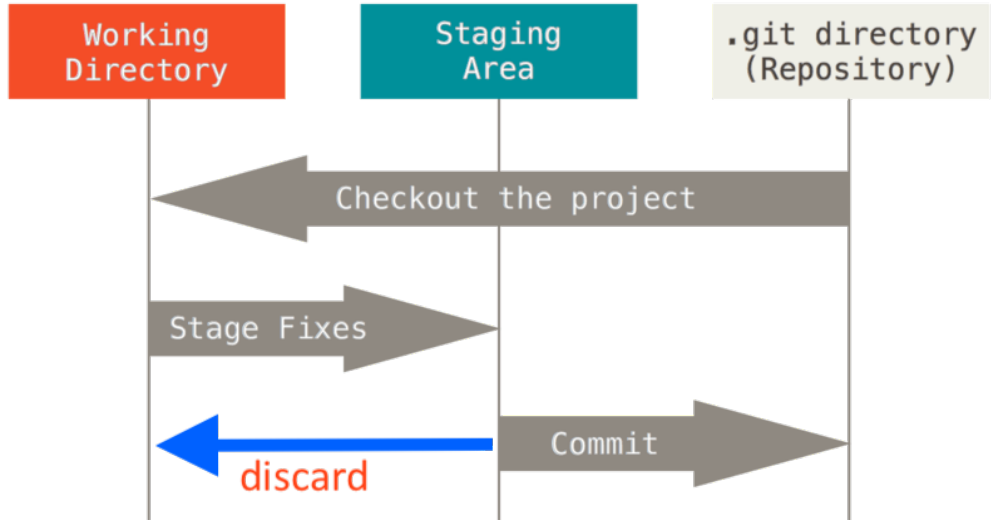 Working
Directory
Staging
Area
.git directory
(Repository)
Checkout the project
Stage Fixes
Commit
discard